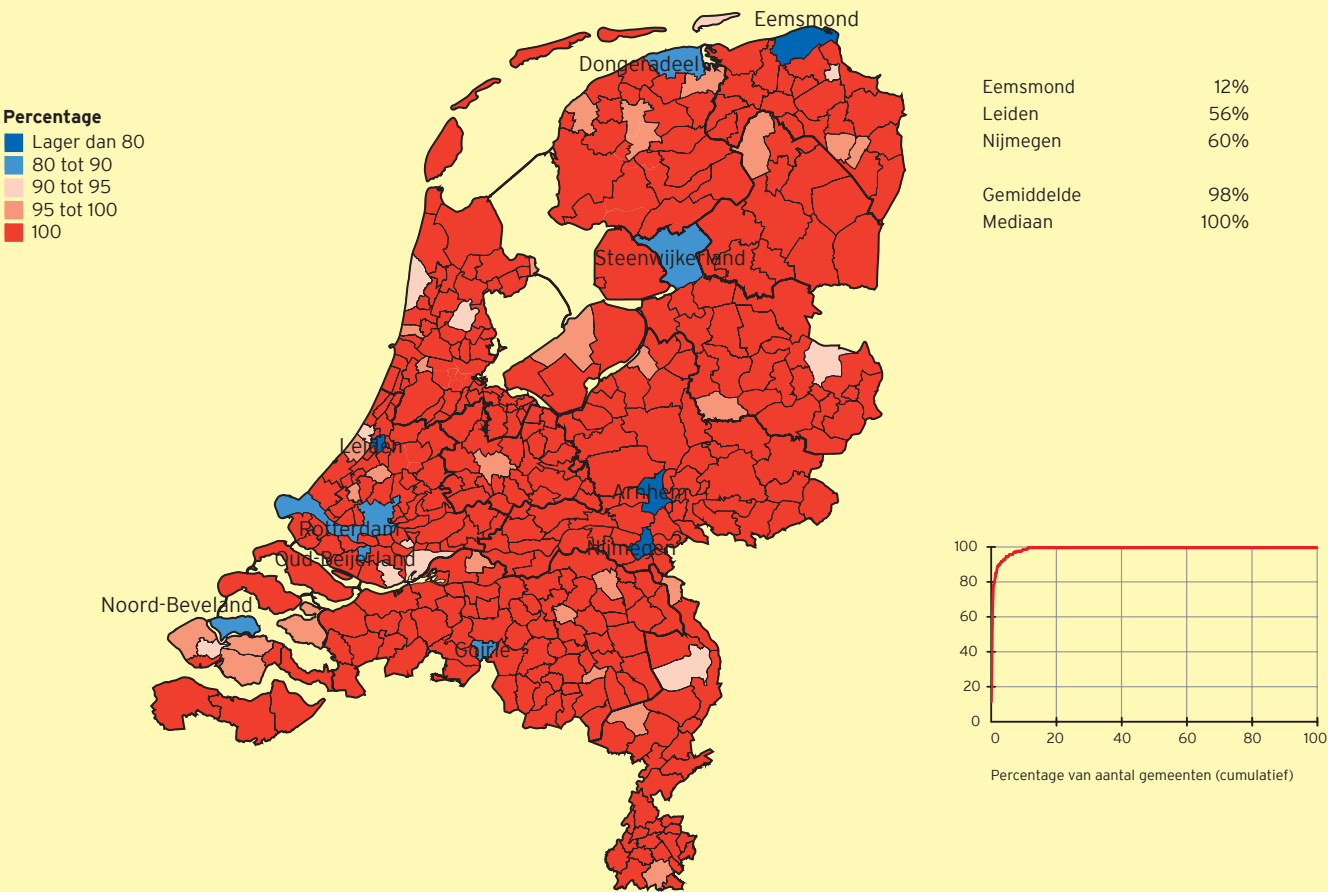 Eemsmond
Dongeradeel
Percentage
Lager dan 80
80 tot 90
90 tot 95
95 tot 100
100
Eemsmond 12%
Leiden 56%
Nijmegen 60%
Gemiddelde 98%
Mediaan 100%
Steenwijkerland
Leiden
Arnhem
Rotterdam
Nijmegen
Oud-Beijerland
Noord-Beveland
Goirle
100
80
60
40
20
0
0 20 40 60 80 100
Percentage van aantal gemeenten (cumulatief)